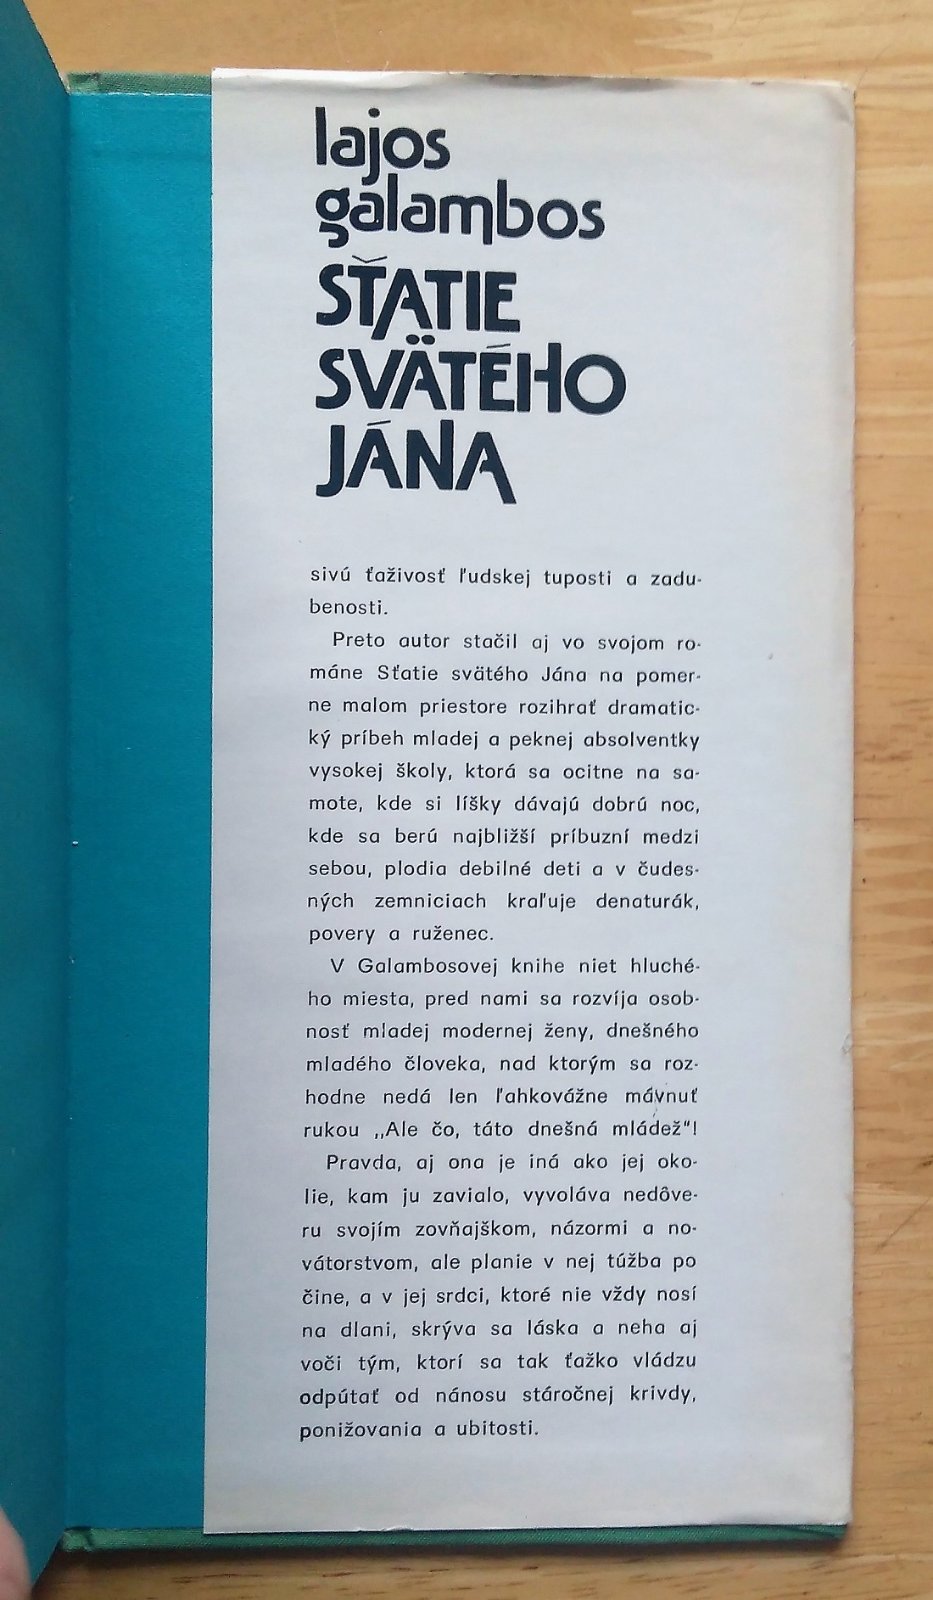 lajos
galambos
SŤATIE
SVÄTÉHO
JÁNA
sivú ťaživosť ľudskej tuposti a zadu-
benosti.
Preto autor stačil aj vo svojom ro-
máne Sťatie svätého Jána na pomer-
ne malom priestore rozihrať dramatic-
ký príbeh mladej a peknej absolventky
vysokej školy, ktorá sa ocitne na sa-
mote, kde si líšky dávajú dobrú noc,
kde sa berú najbližší príbuzní medzi
sebou, plodia debilné deti a v čudes-
ných zemniciach kraľuje denaturák,
povery a ruženec.
V Galambosovej knihe niet hluché-
ho miesta, pred nami sa rozvíja osob-
nosť mladej modernej ženy, dnešného
mladého človeka, nad ktorým sa roz-
hodne nedá len ľahkovážne mávnuť
rukou „Ale čo, táto dnešná mládež“!
Pravda, aj ona je iná ako jej oko-
lie, kam ju zavialo, vyvoláva nedôve-
ru svojím zovňajškom, názormi a no-
vátorstvom, ale planie v nej túžba po
čine, a v jej srdci, ktoré nie vždy nosí
na dlani, skrýva sa láska a neha aj
voči tým, ktorí sa tak ťažko vládzu
odpútať od nánosu stáročnej krivdy,
ponižovania a ubitosti.